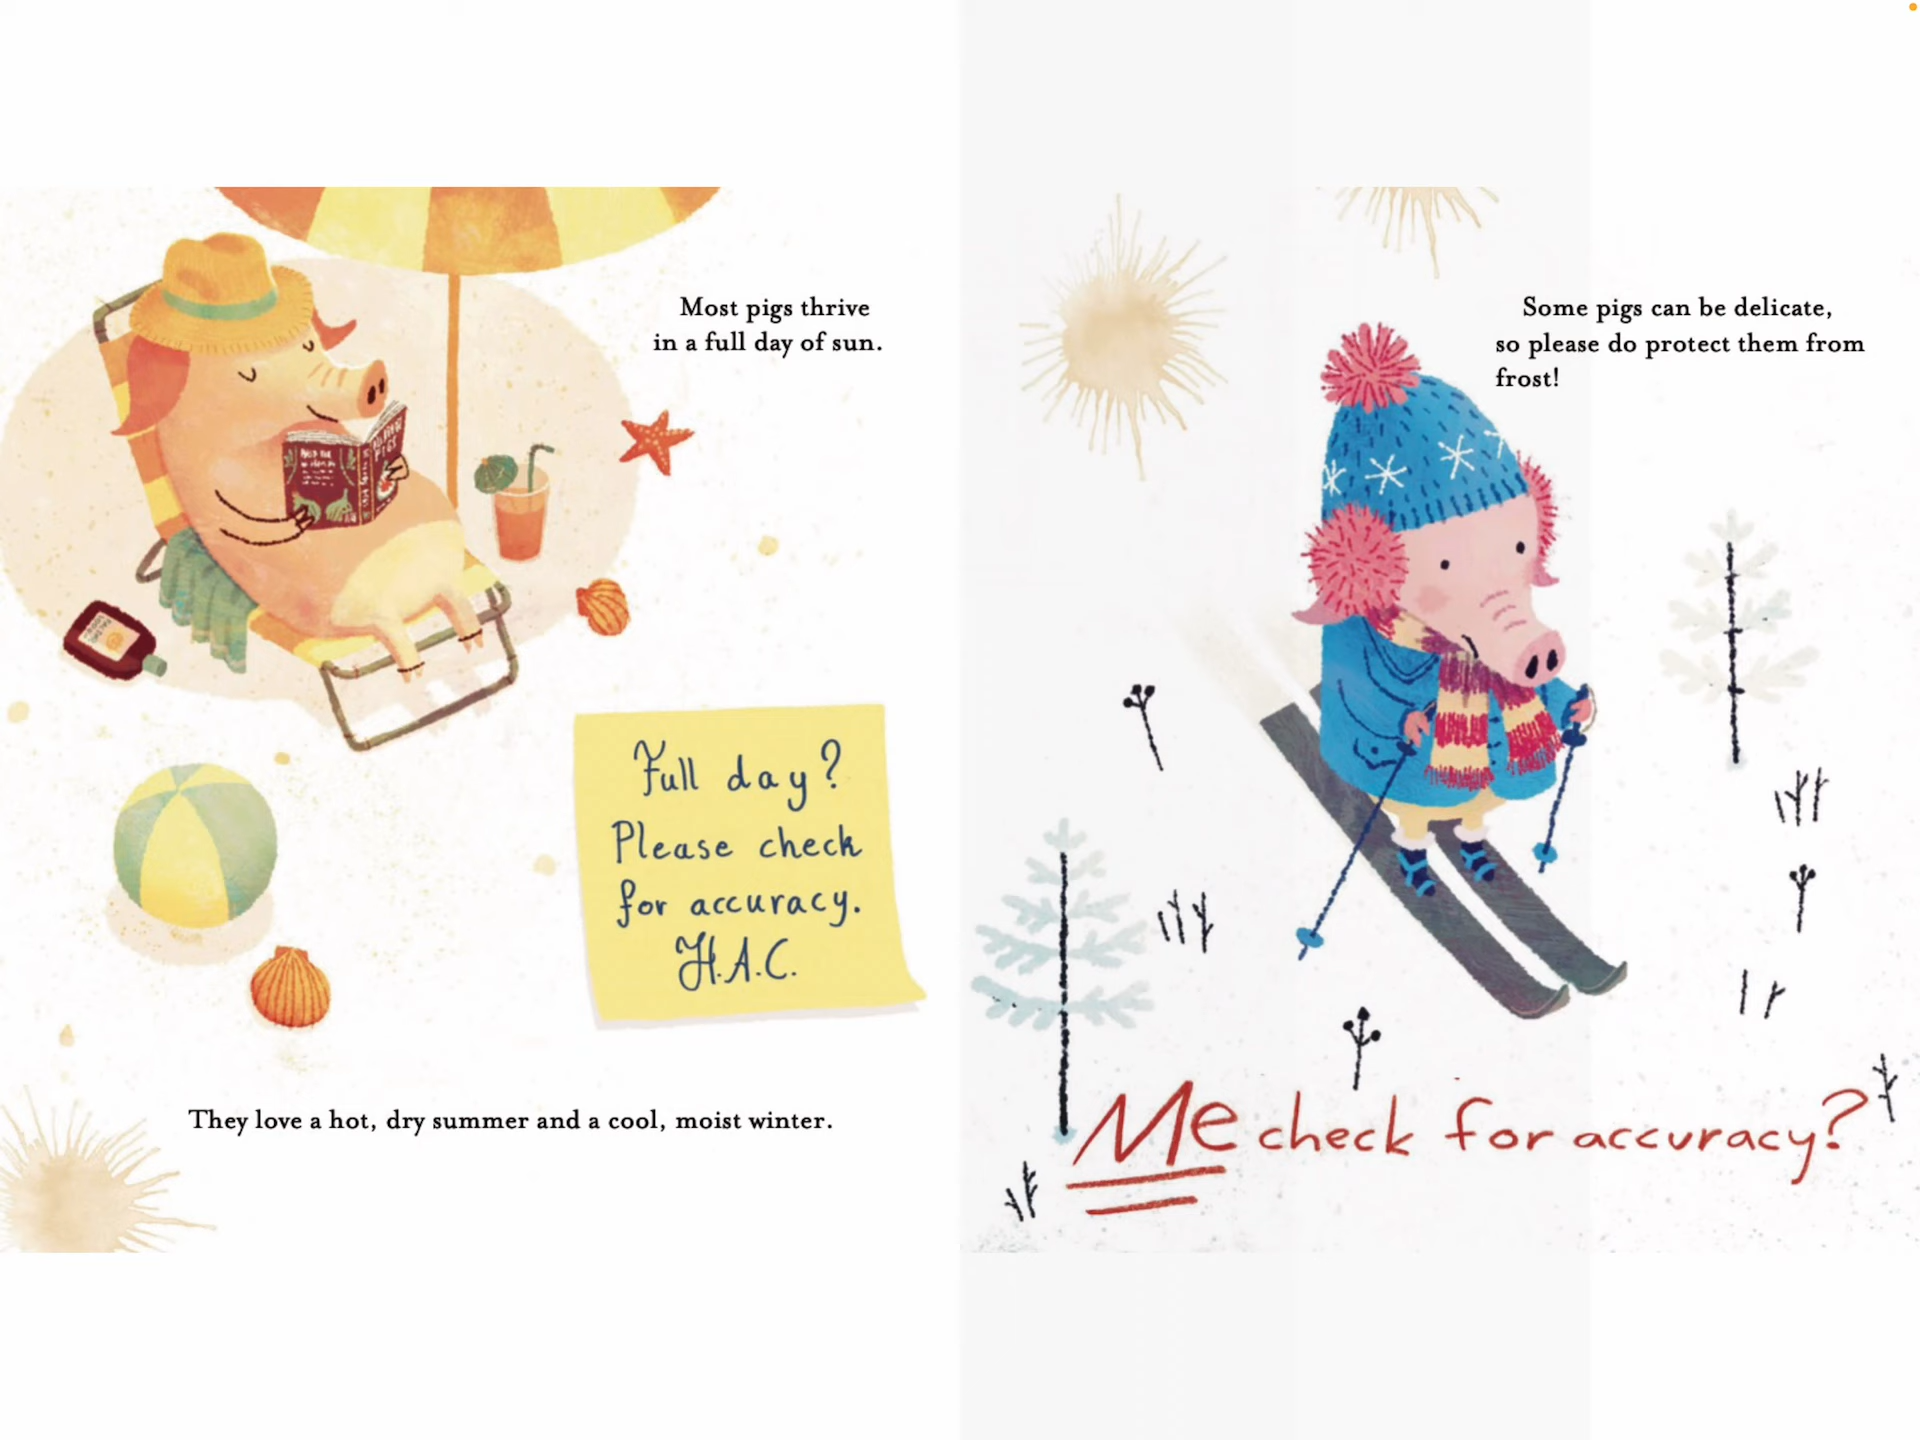 Most pigs thrive
in a full day of sun.
Full day?
Please check
for accuracy.
H.A.C.
They love a hot, dry summer and a cool, moist winter.
Some pigs can be delicate,
so please do protect them from
frost!
Me check for accuracy?